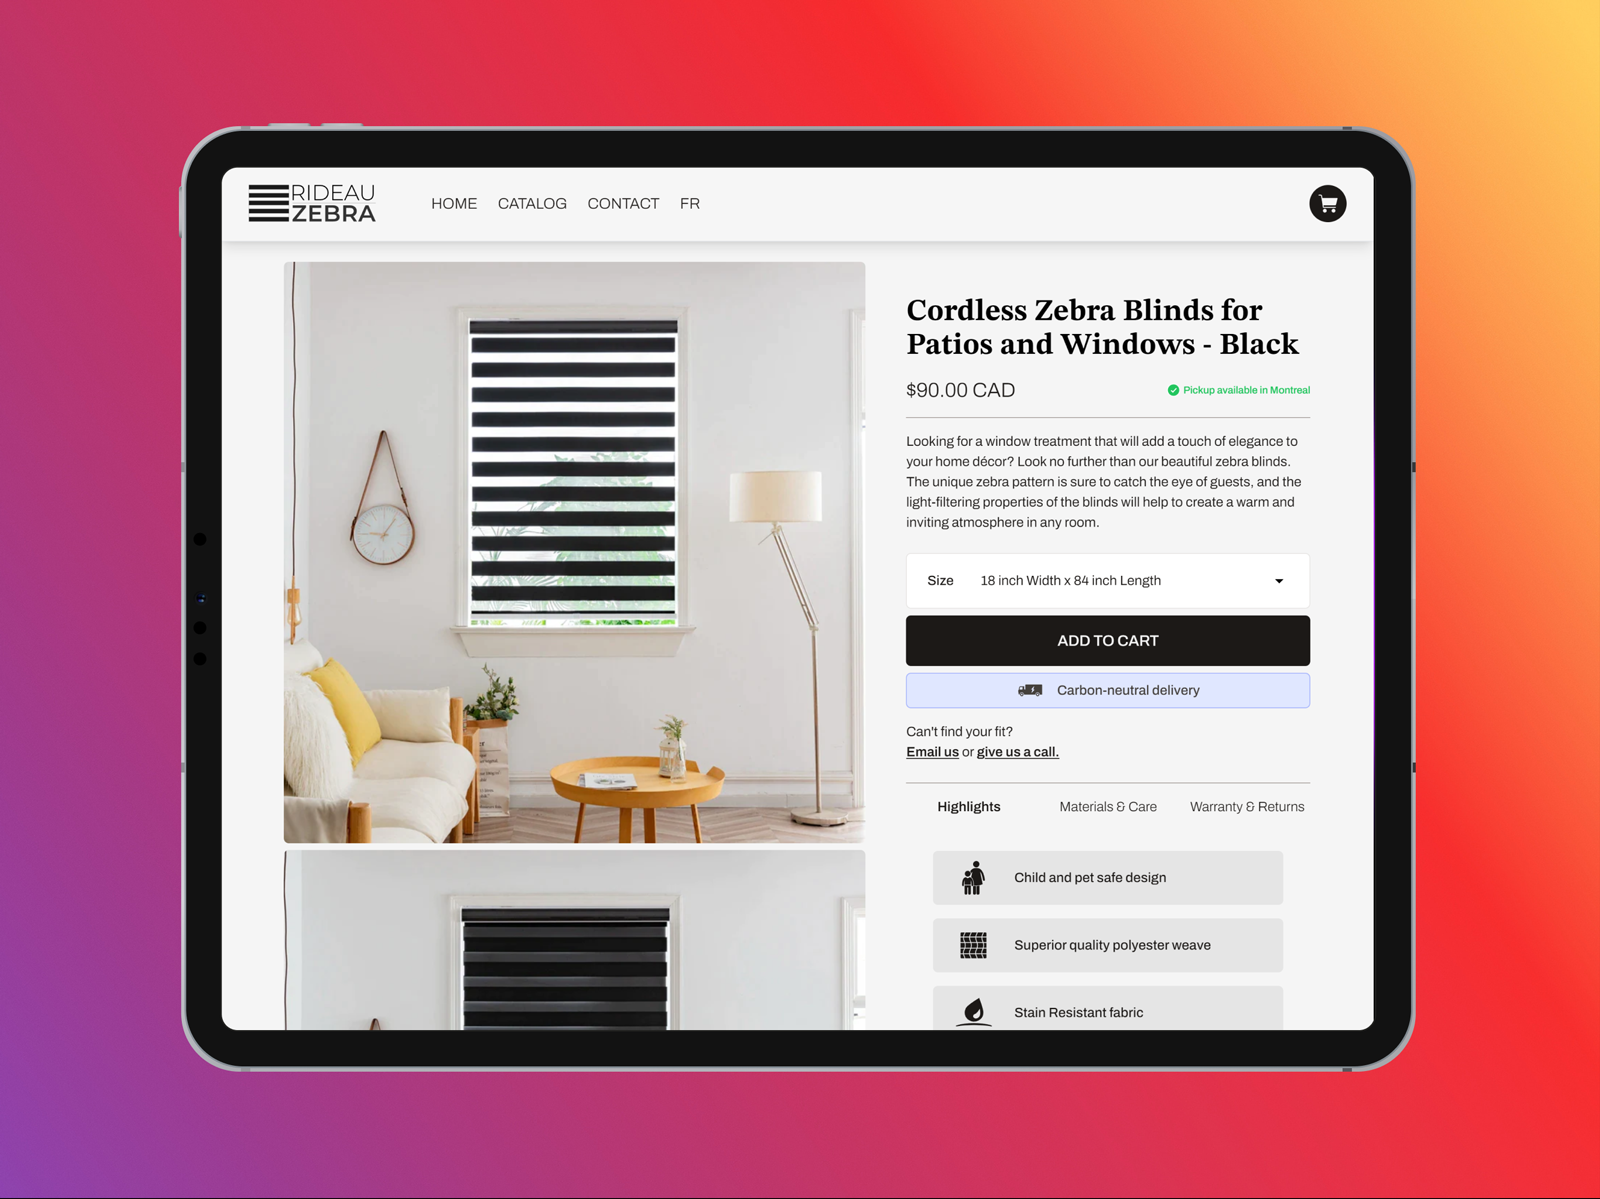 RIDEAU
ZEBRA
HOME CATALOG CONTACT FR
Cordless Zebra Blinds for
Patios and Windows - Black
$90.00 CAD
Pickup available in Montreal
Looking for a window treatment that will add a touch of elegance to
your home décor? Look no further than our beautiful zebra blinds.
The unique zebra pattern is sure to catch the eye of guests, and the
light-filtering properties of the blinds will help to create a warm and
inviting atmosphere in any room.
Size 18 inch Width x 84 inch Length
ADD TO CART
Carbon-neutral delivery
Can't find your fit?
Email us or give us a call.
Highlights Materials & Care Warranty & Returns
Child and pet safe design
Superior quality polyester weave
Stain Resistant fabric